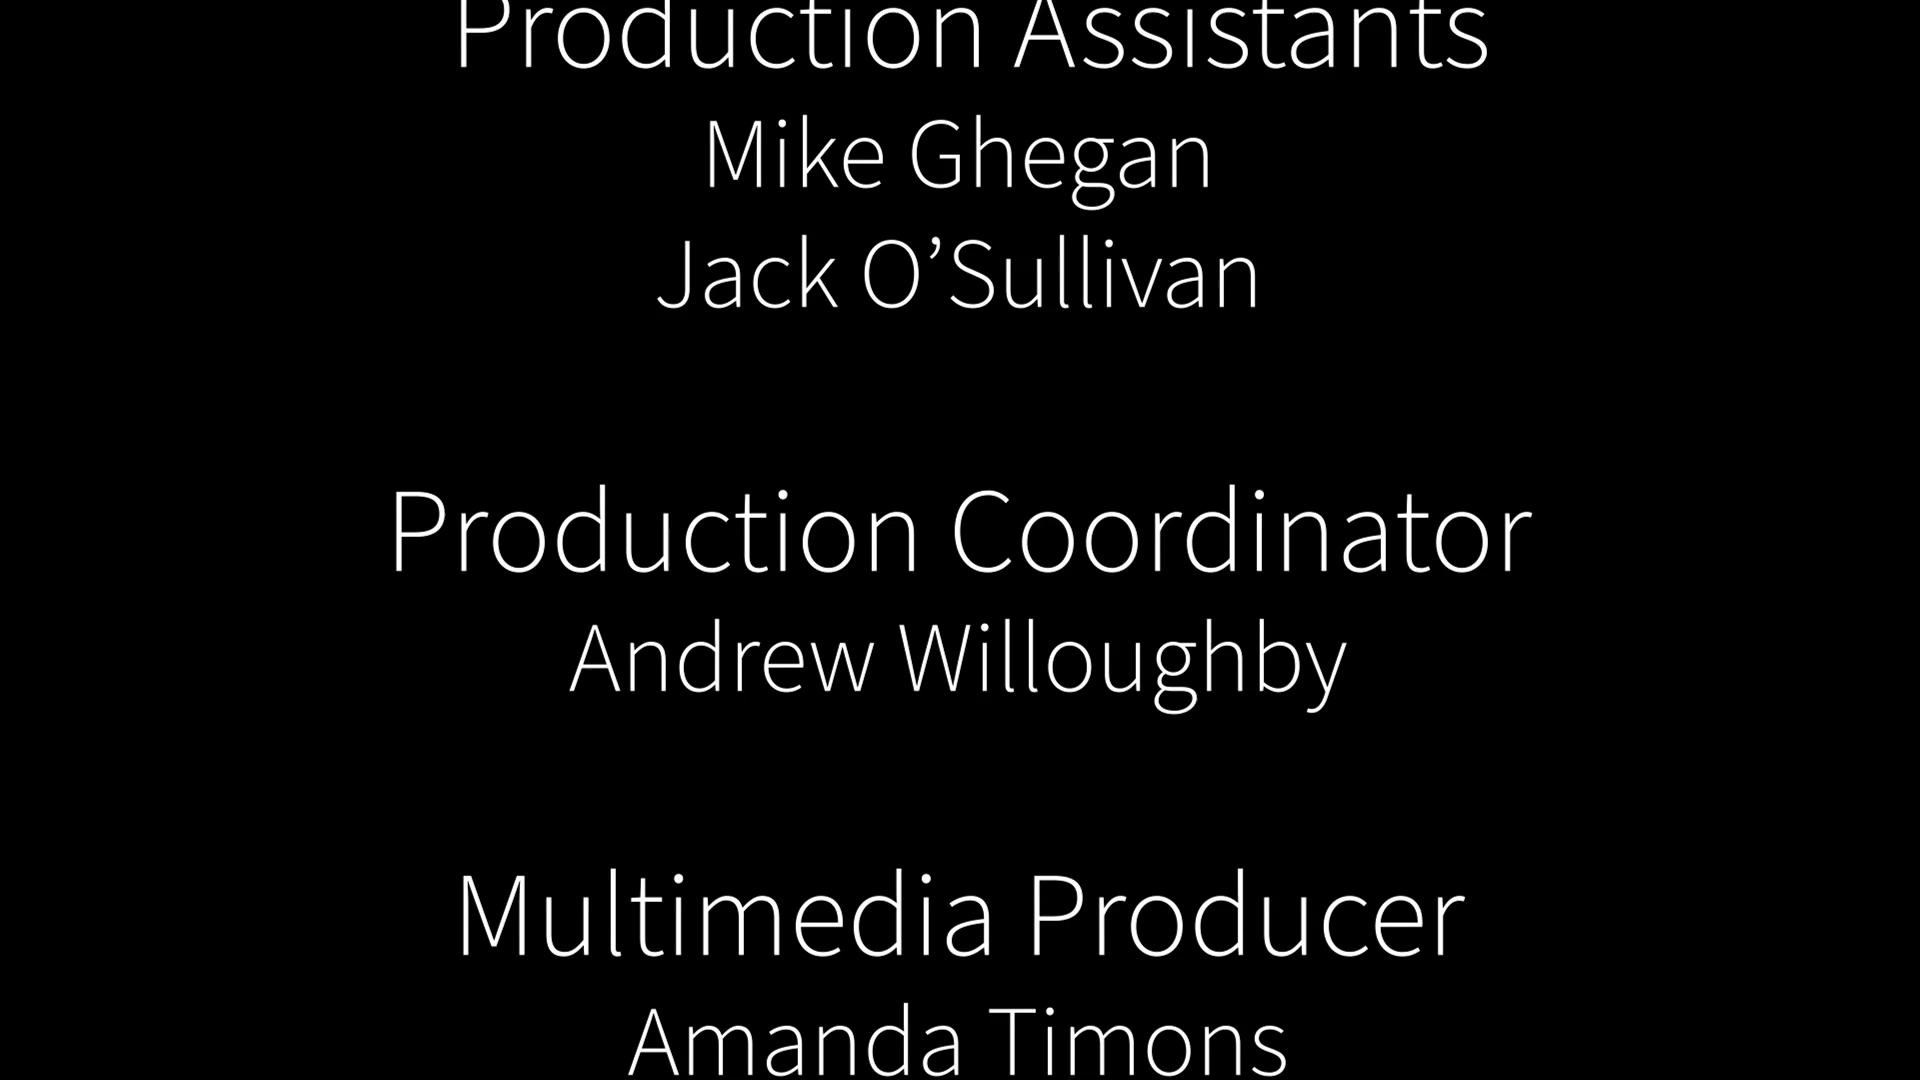 Production Assistants
Mike Ghegan
Jack O’Sullivan
Production Coordinator
Andrew Willoughby
Multimedia Producer
Amanda Timons